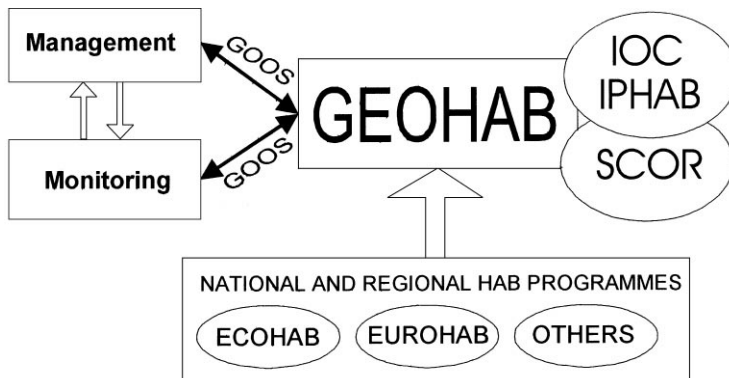 Management
GOOS
Monitoring
GOOS
GEOHAB
IOC
IPHAB
SCOR
NATIONAL AND REGIONAL HAB PROGRAMMES
ECOHAB
EUROHAB
OTHERS